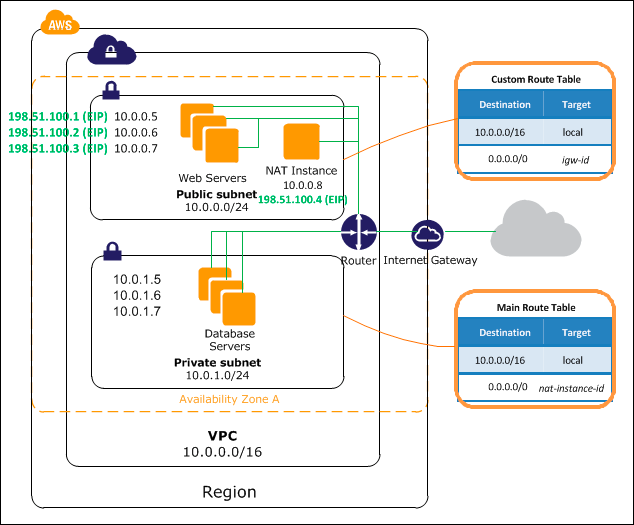 AWS
198.51.100.1 (EIP) 10.0.0.5
198.51.100.2 (EIP) 10.0.0.6
198.51.100.3 (EIP) 10.0.0.7
Web Servers
Public subnet
10.0.0.0/24
NAT Instance
10.0.0.8
198.51.100.4 (EIP)
Custom Route Table
Destination Target
10.0.0.0/16 local
0.0.0.0/0 igw-id
Router
Internet Gateway
10.0.1.5
10.0.1.6
10.0.1.7
Database
Servers
Private subnet
10.0.1.0/24
Main Route Table
Destination Target
10.0.0.0/16 local
0.0.0.0/0 nat-instance-id
Availability Zone A
VPC
10.0.0.0/16
Region